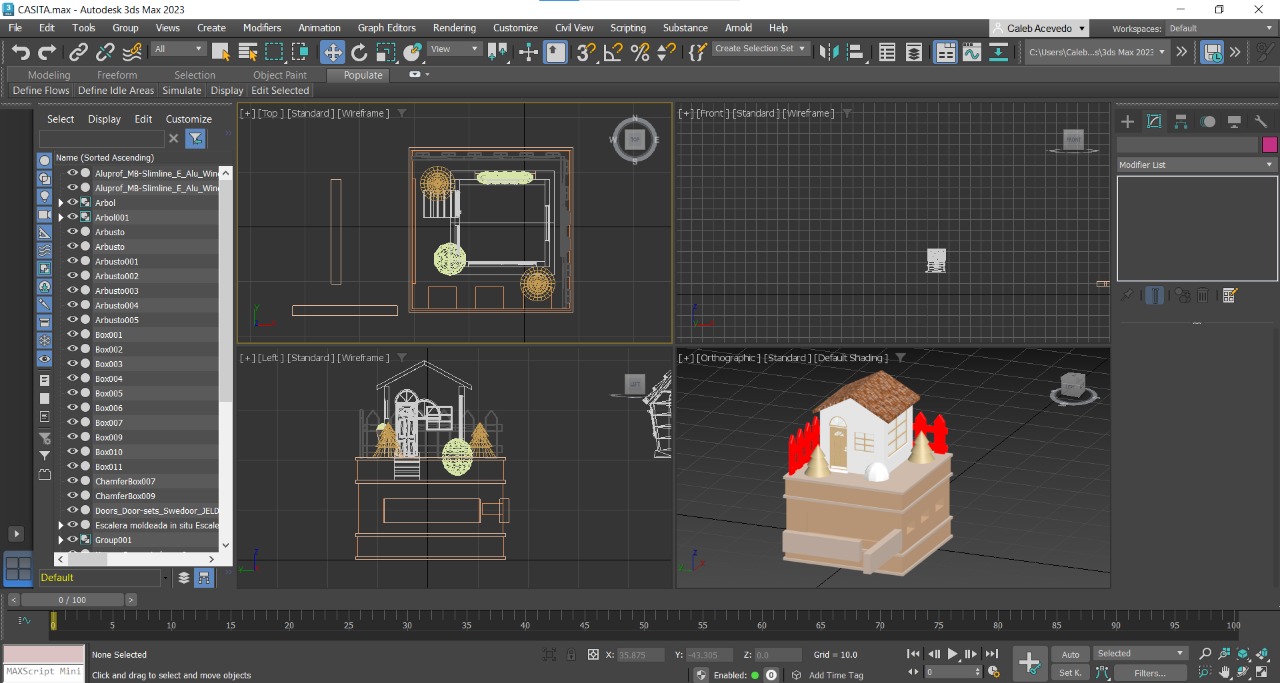 CASITA.max - Autodesk 3ds Max 2023
File Edit Tools Group Views Create Modifiers Animation Graph Editors Rendering Customize Civil View Scripting Substance Arnold Help
Caleb Acevedo Workspaces: Default
All View Create Selection Set C:\Users\Caleb...s\3ds Max 2023
Modeling Freeform Selection Object Paint Populate
Define Flows Define Idle Areas Simulate Display Edit Selected
Select Display Edit Customize
Name (Sorted Ascending)
Aluprof_MB-Slimline_E_Alu_Win
Aluprof_MB-Slimline_E_Alu_Win
Arbol
Arbol001
Arbusto
Arbusto
Arbusto001
Arbusto002
Arbusto003
Arbusto004
Arbusto005
Box001
Box002
Box003
Box004
Box005
Box006
Box007
Box009
Box010
Box011
ChamferBox007
ChamferBox009
Doors_Door-sets_Swedoor_JELD
Escalera moldeada in situ Escale
Group001
Default
[+] [Top ] [Standard ] [Wireframe ]
N
W TOP E
S
[+] [Front ] [Standard ] [Wireframe ]
[+] [Left ] [Standard ] [Wireframe ]
LEFT
[+] [Orthographic ] [Standard ] [Default Shading ]
Modifier List
0 / 100
0 5 10 15 20 25 30 35 40 45 50 55 60 65 70 75 80 85 90 95 100
None Selected
X: 35.875 Y: -43.305 Z: 0.0 Grid = 10.0
Auto Selected
MAXScript Mini
Click and drag to select and move objects
Enabled: 0 Add Time Tag
0
Set K. Filters...